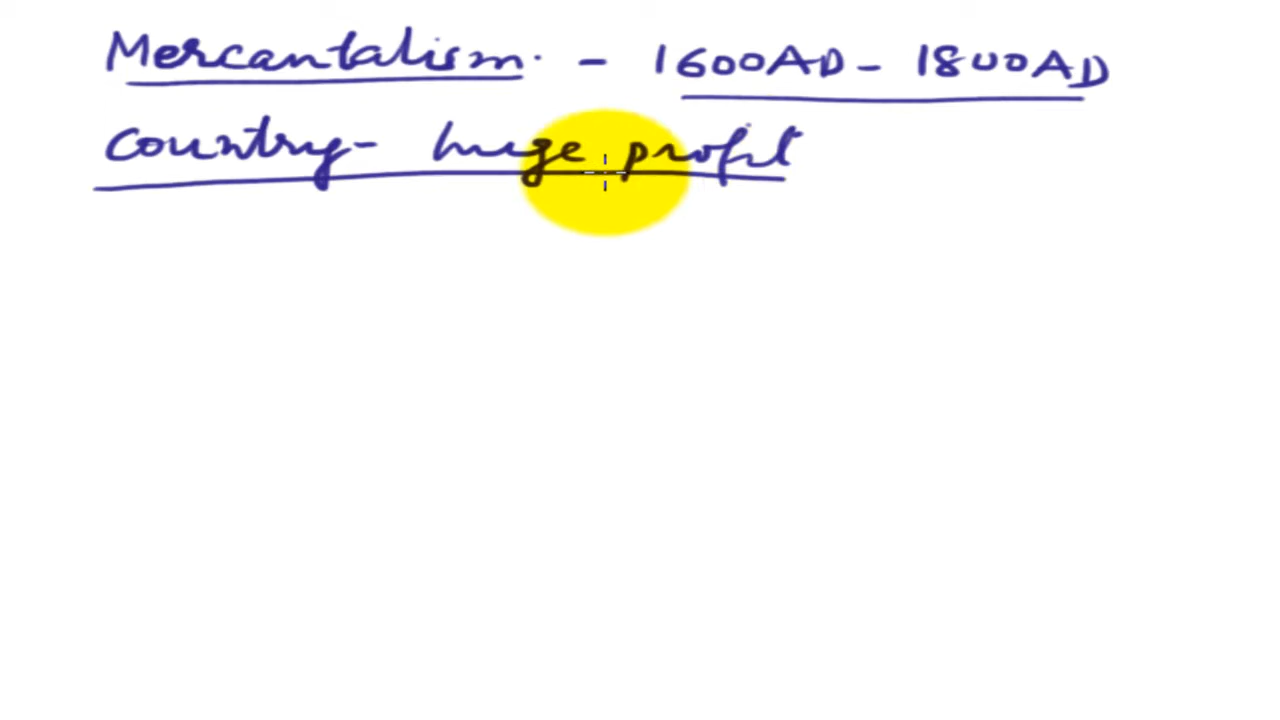 Mercantalism. - 1600AD - 1800AD
Country- huge profit